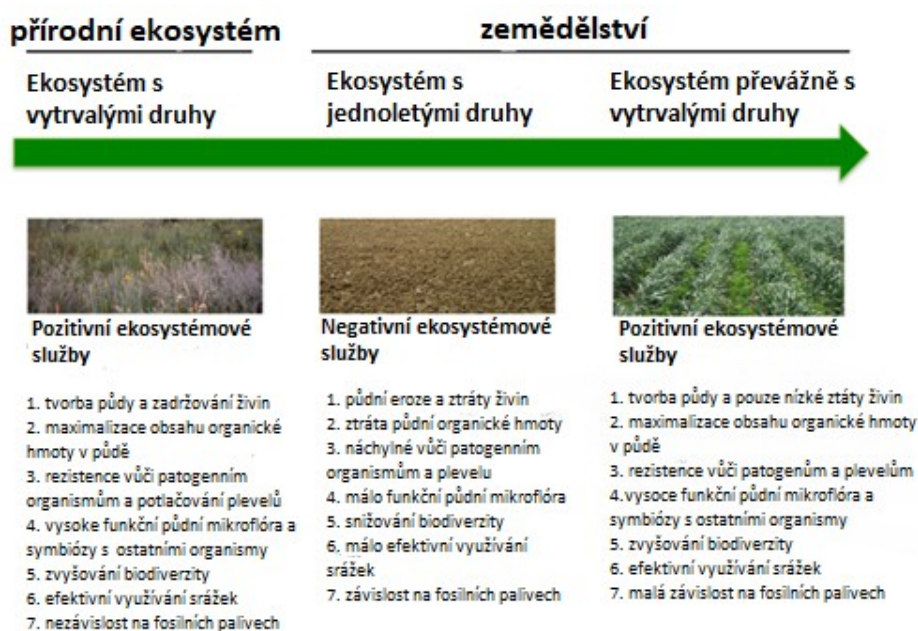 přírodní ekosystém
zemědělství
Ekosystém s
vytrvalými druhy
Ekosystém s
jednoletými druhy
Ekosystém převážně s
vytrvalými druhy
Pozitivní ekosystémové
služby
1. tvorba půdy a zadržování živin
2. maximalizace obsahu organické
hmoty v půdě
3. rezistence vůči patogenním
organismům a potlačování plevelů
4. vysoke funkční půdní mikroflóra a
symbiózy s ostatními organismy
5. zvyšování biodiverzity
6. efektivní využívání srážek
7. nezávislost na fosilních palivech
Negativní ekosystémové
služby
1. půdní eroze a ztráty živin
2. ztráta půdní organické hmoty
3. náchylné vůči patogenním
organismům a plevelu
4. málo funkční půdní mikroflóra
5. snižování biodiverzity
6. málo efektivní využívání
srážek
7. závislost na fosilních palivech
Pozitivní ekosystémové
služby
1. tvorba půdy a pouze nízké ztáty živin
2. maximalizace obsahu organické hmoty
v půdě
3. rezistence vůči patogenům a plevelům
4.vysoce funkční půdní mikroflóra a
symbiózy s ostatními organismy
5. zvyšování biodiverzity
6. efektivní využívání srážek
7. malá závislost na fosilních palivech